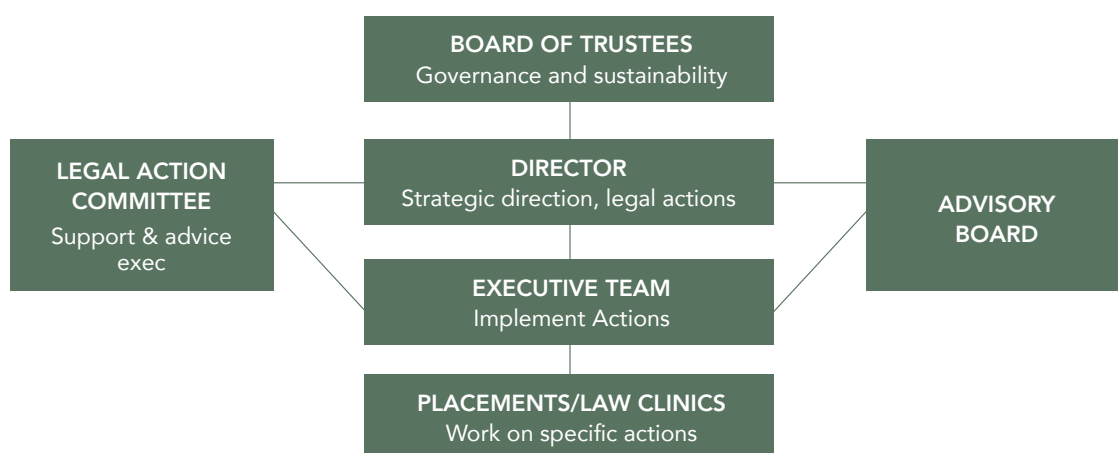 BOARD OF TRUSTEES
Governance and sustainability
LEGAL ACTION
COMMITTEE
Support & advice
exec
DIRECTOR
Strategic direction, legal actions
ADVISORY
BOARD
EXECUTIVE TEAM
Implement Actions
PLACEMENTS/LAW CLINICS
Work on specific actions